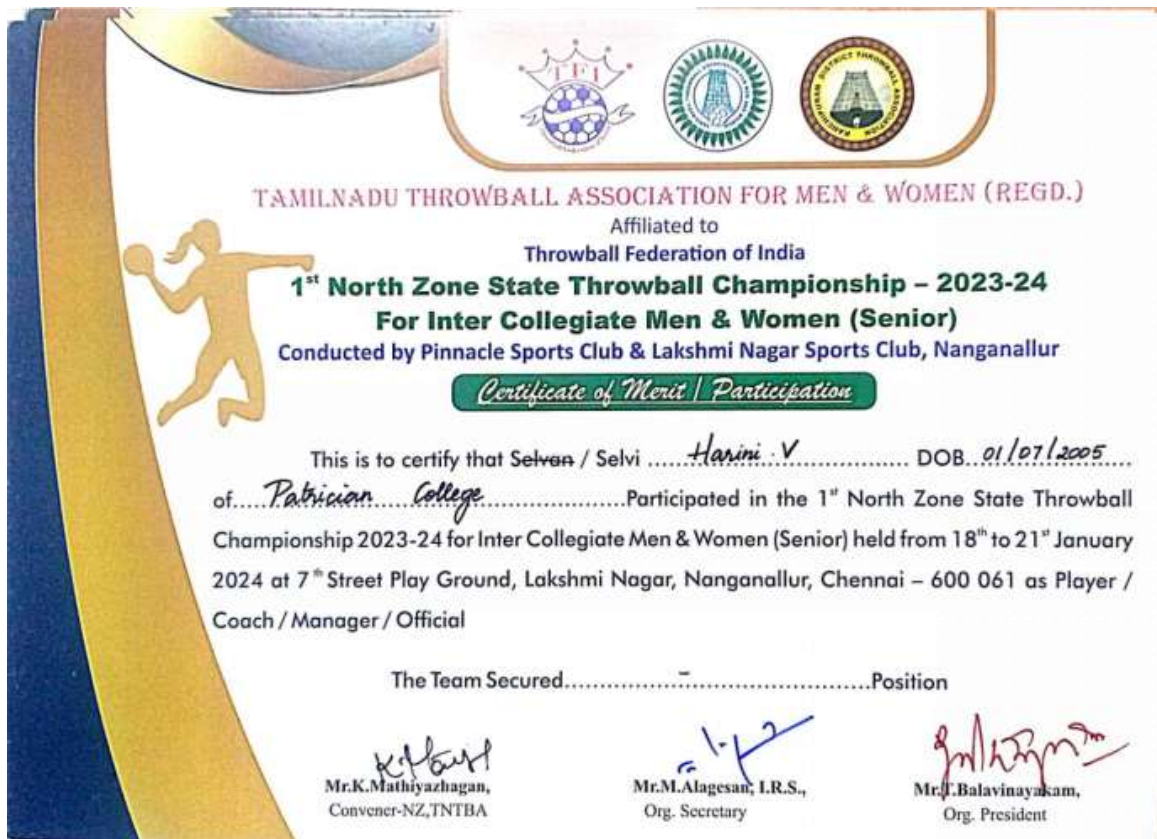 TFI
DISTRICT THROWBALL ASSOCIATION
KANCHIPURAM
TAMILNADU THROWBALL ASSOCIATION FOR MEN & WOMEN (REGD.)
Affiliated to
Throwball Federation of India
1st North Zone State Throwball Championship – 2023-24
For Inter Collegiate Men & Women (Senior)
Conducted by Pinnacle Sports Club & Lakshmi Nagar Sports Club, Nanganallur
Certificate of Merit / Participation
This is to certify that Selvan / Selvi ......Harini. V...................... DOB..01/07/2005....
of.....Patrician College.......................Participated in the 1st North Zone State Throwball
Championship 2023-24 for Inter Collegiate Men & Women (Senior) held from 18th to 21st January
2024 at 7th Street Play Ground, Lakshmi Nagar, Nanganallur, Chennai – 600 061 as Player /
Coach / Manager / Official
The Team Secured.................–...........................Position
Mr.K.Mathiyazhagan, Mr.M.Alagesan, I.R.S., Mr.T.Balavinayakam,
Convener-NZ,TNTBA Org. Secretary Org. President